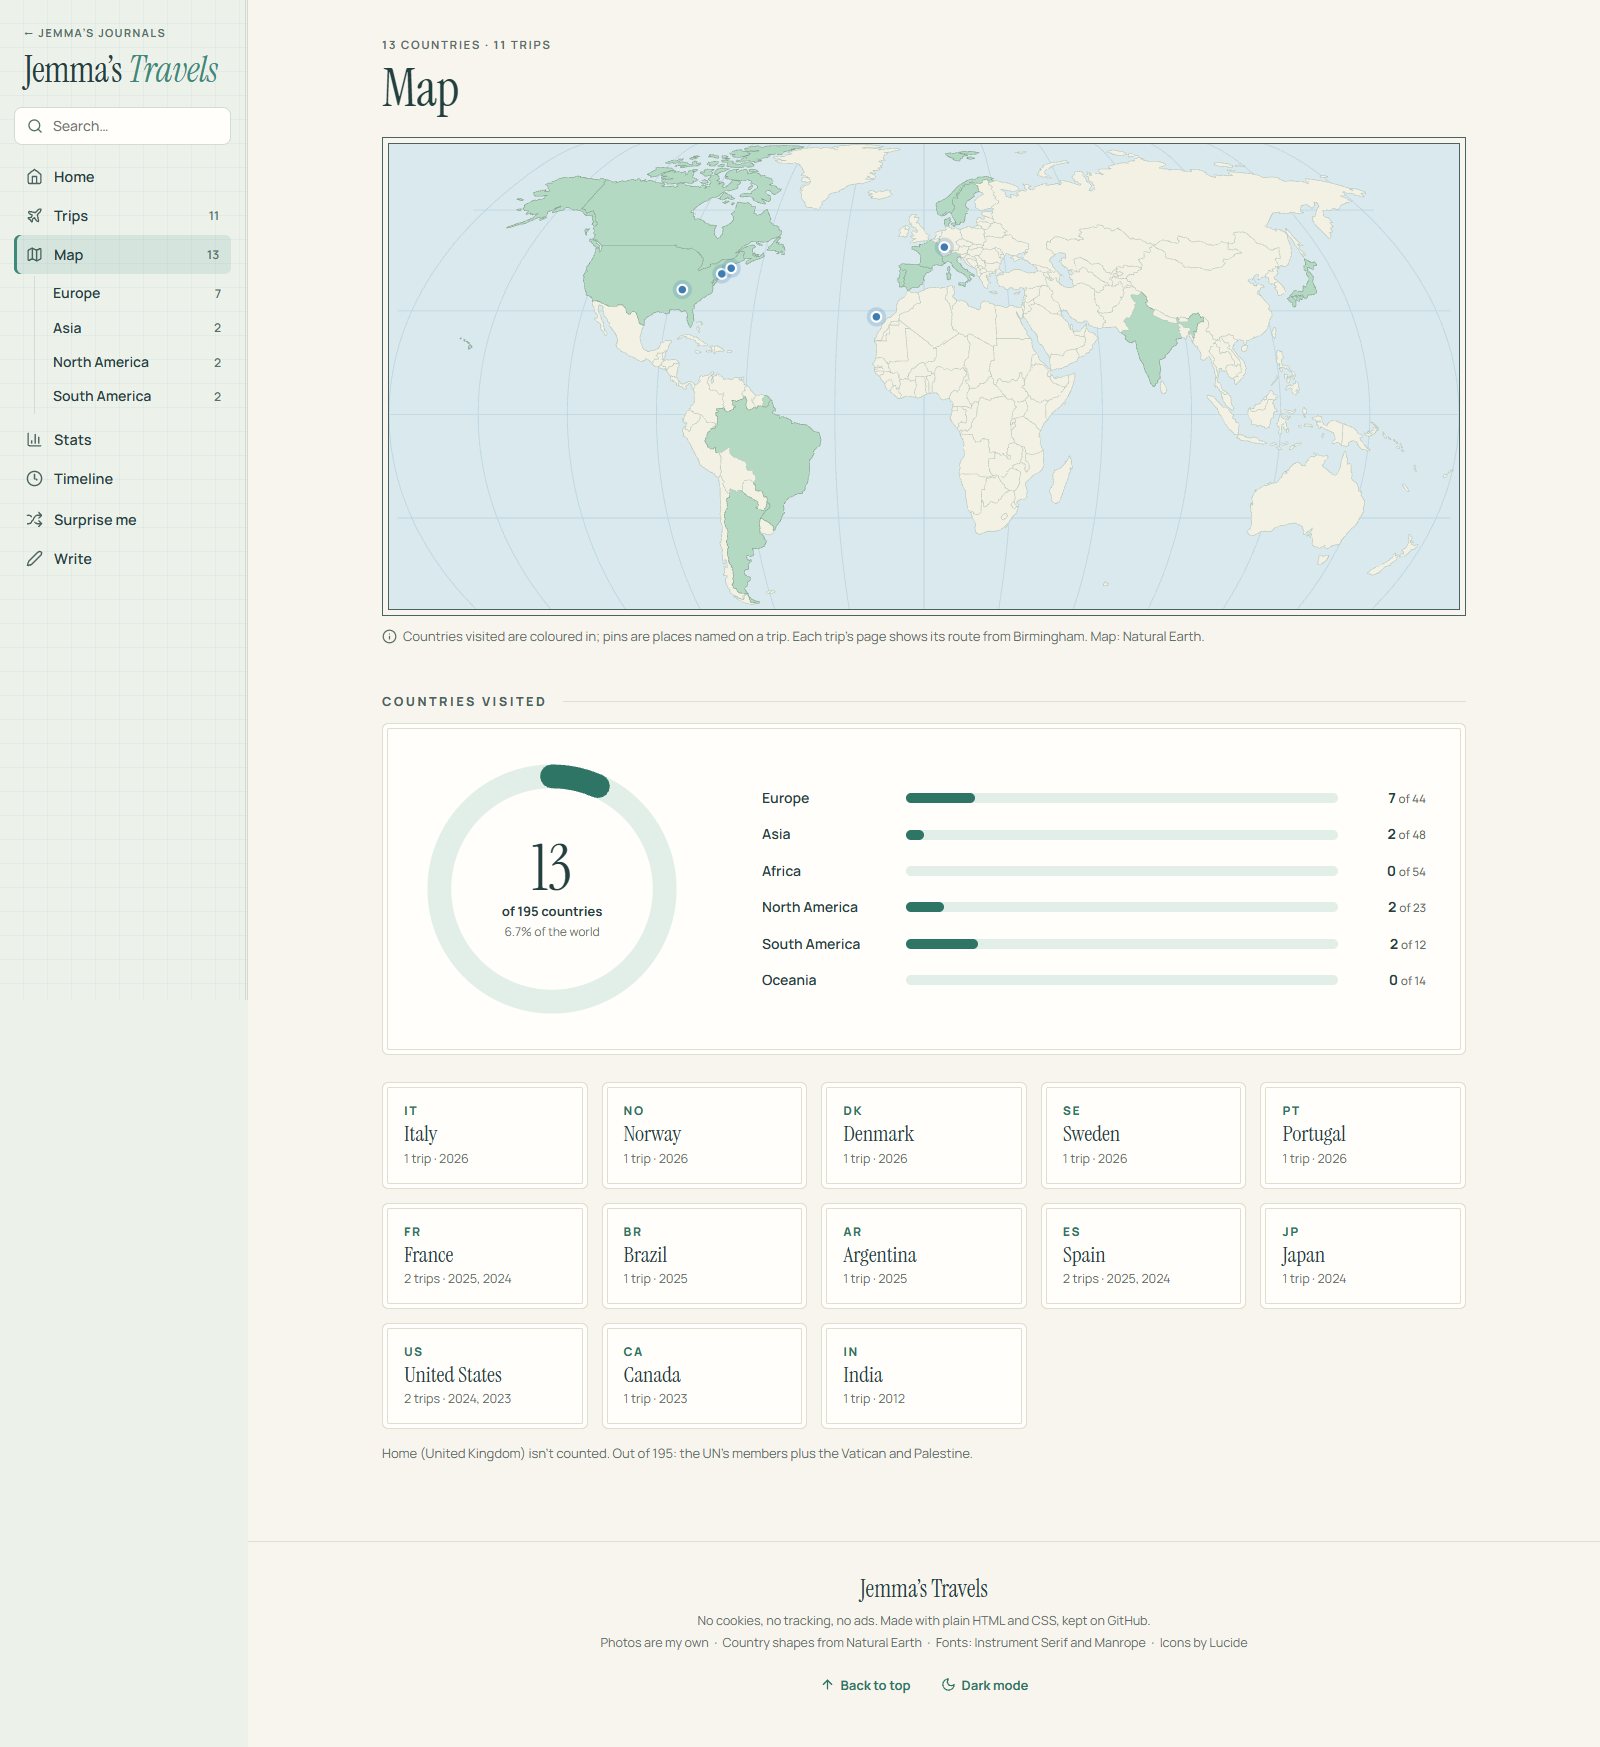 ← JEMMA'S JOURNALS
Jemma's Travels
Search...
Home
Trips 11
Map 13
Europe 7
Asia 2
North America 2
South America 2
Stats
Timeline
Surprise me
Write
13 COUNTRIES · 11 TRIPS
Map
Countries visited are coloured in; pins are places named on a trip. Each trip's page shows its route from Birmingham. Map: Natural Earth.
COUNTRIES VISITED
13
of 195 countries
6.7% of the world
Europe 7 of 44
Asia 2 of 48
Africa 0 of 54
North America 2 of 23
South America 2 of 12
Oceania 0 of 14
IT
Italy
1 trip · 2026
NO
Norway
1 trip · 2026
DK
Denmark
1 trip · 2026
SE
Sweden
1 trip · 2026
PT
Portugal
1 trip · 2026
FR
France
2 trips · 2025, 2024
BR
Brazil
1 trip · 2025
AR
Argentina
1 trip · 2025
ES
Spain
2 trips · 2025, 2024
JP
Japan
1 trip · 2024
US
United States
2 trips · 2024, 2023
CA
Canada
1 trip · 2023
IN
India
1 trip · 2012
Home (United Kingdom) isn't counted. Out of 195: the UN's members plus the Vatican and Palestine.
Jemma's Travels
No cookies, no tracking, no ads. Made with plain HTML and CSS, kept on GitHub.
Photos are my own · Country shapes from Natural Earth · Fonts: Instrument Serif and Manrope · Icons by Lucide
Back to top
Dark mode